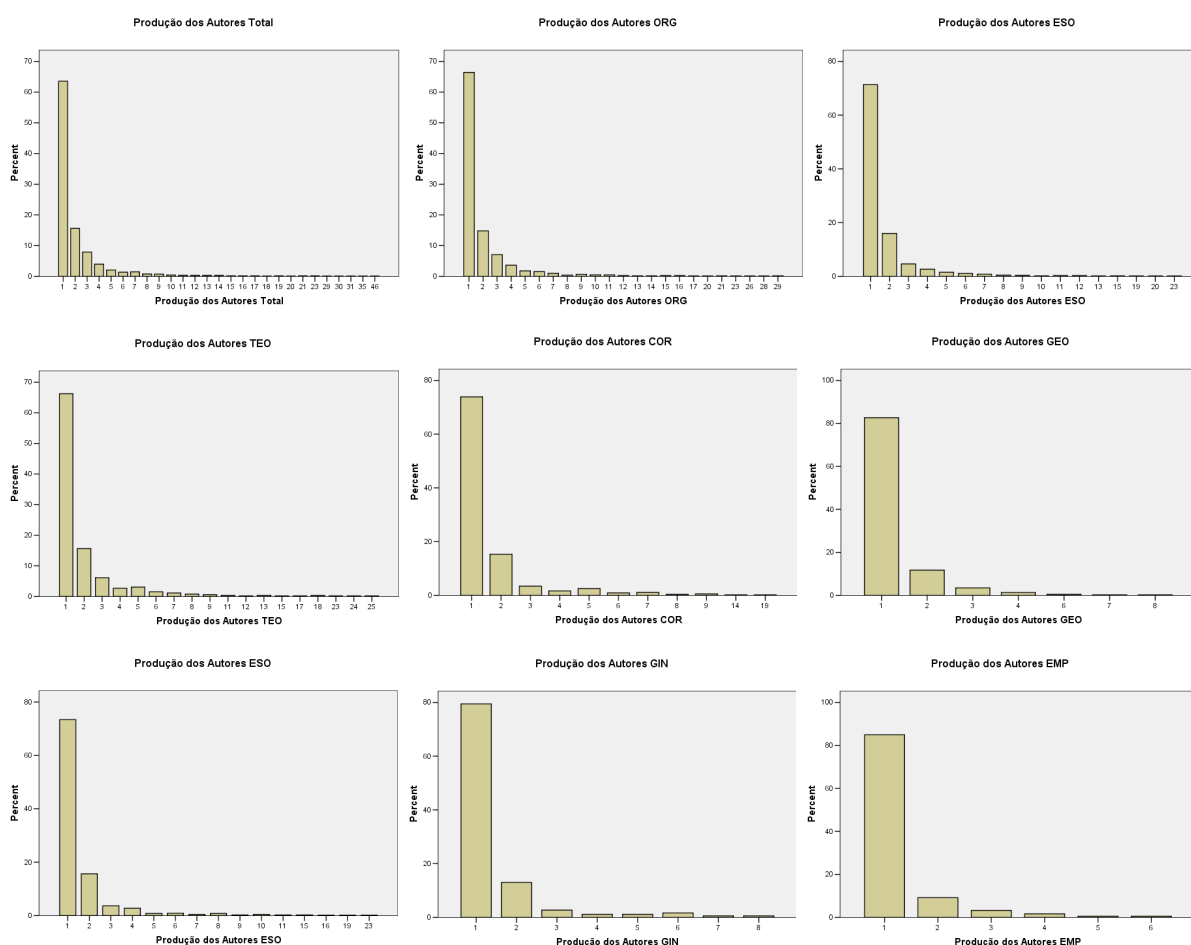 Produção dos Autores Total
Percent
70
60
50
40
30
20
10
0
1 2 3 4 5 6 7 8 9 10 11 12 13 14 15 16 17 18 19 20 21 23 29 30 31 35 46
Produção dos Autores Total
Produção dos Autores ORG
Percent
70
60
50
40
30
20
10
0
1 2 3 4 5 6 7 8 9 10 11 12 13 14 15 16 17 20 21 23 26 28 29
Produção dos Autores ORG
Produção dos Autores ESO
Percent
80
60
40
20
0
1 2 3 4 5 6 7 8 9 10 11 12 13 15 19 20 23
Produção dos Autores ESO
Produção dos Autores TEO
Percent
70
60
50
40
30
20
10
0
1 2 3 4 5 6 7 8 9 11 12 13 15 17 18 23 24 25
Produção dos Autores TEO
Produção dos Autores COR
Percent
80
60
40
20
0
1 2 3 4 5 6 7 8 9 14 19
Produção dos Autores COR
Produção dos Autores GEO
Percent
100
80
60
40
20
0
1 2 3 4 6 7 8
Produção dos Autores GEO
Produção dos Autores ESO
Percent
80
60
40
20
0
1 2 3 4 5 6 7 8 9 10 11 15 16 19 23
Produção dos Autores ESO
Produção dos Autores GIN
Percent
80
60
40
20
0
1 2 3 4 5 6 7 8
Produção dos Autores GIN
Produção dos Autores EMP
Percent
100
80
60
40
20
0
1 2 3 4 5 6
Produção dos Autores EMP